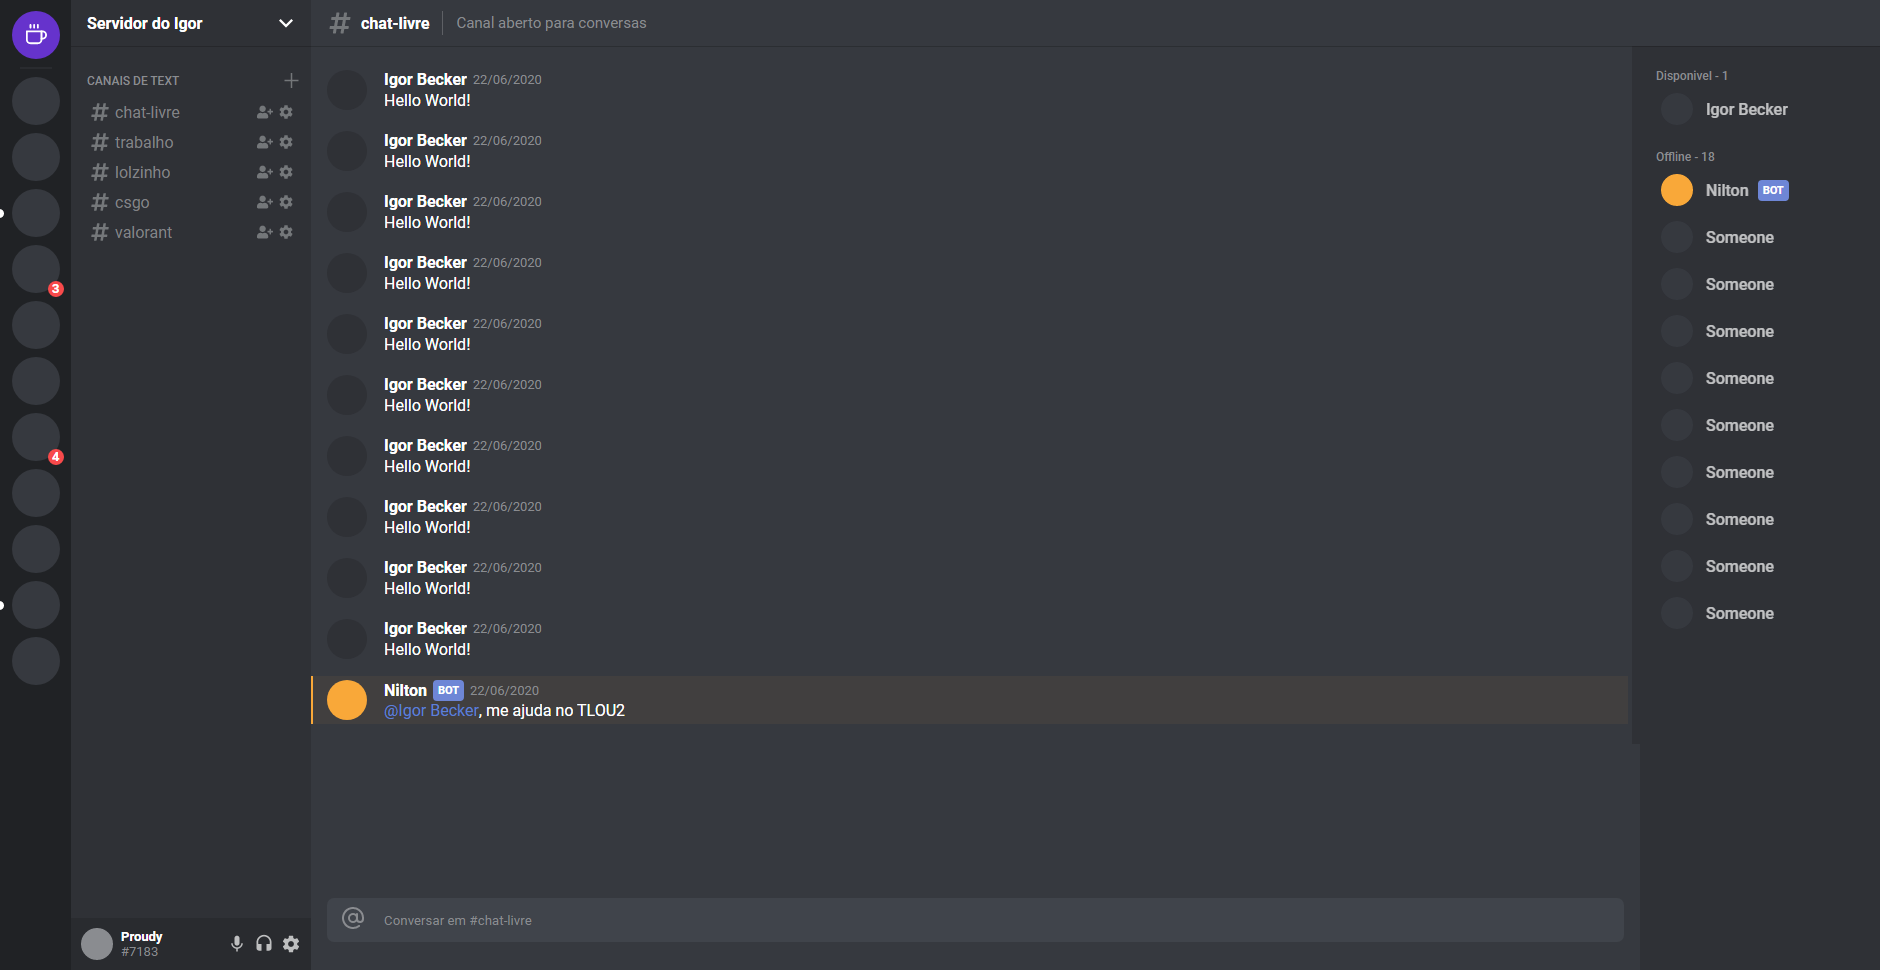 Servidor do Igor
CANAIS DE TEXT
chat-livre
trabalho
lolzinho
csgo
valorant
3
4
Proudy
#7183
chat-livre Canal aberto para conversas
Igor Becker 22/06/2020
Hello World!
Igor Becker 22/06/2020
Hello World!
Igor Becker 22/06/2020
Hello World!
Igor Becker 22/06/2020
Hello World!
Igor Becker 22/06/2020
Hello World!
Igor Becker 22/06/2020
Hello World!
Igor Becker 22/06/2020
Hello World!
Igor Becker 22/06/2020
Hello World!
Igor Becker 22/06/2020
Hello World!
Igor Becker 22/06/2020
Hello World!
Nilton BOT 22/06/2020
@Igor Becker, me ajuda no TLOU2
@ Conversar em #chat-livre
Disponivel - 1
Igor Becker
Offline - 18
Nilton BOT
Someone
Someone
Someone
Someone
Someone
Someone
Someone
Someone
Someone